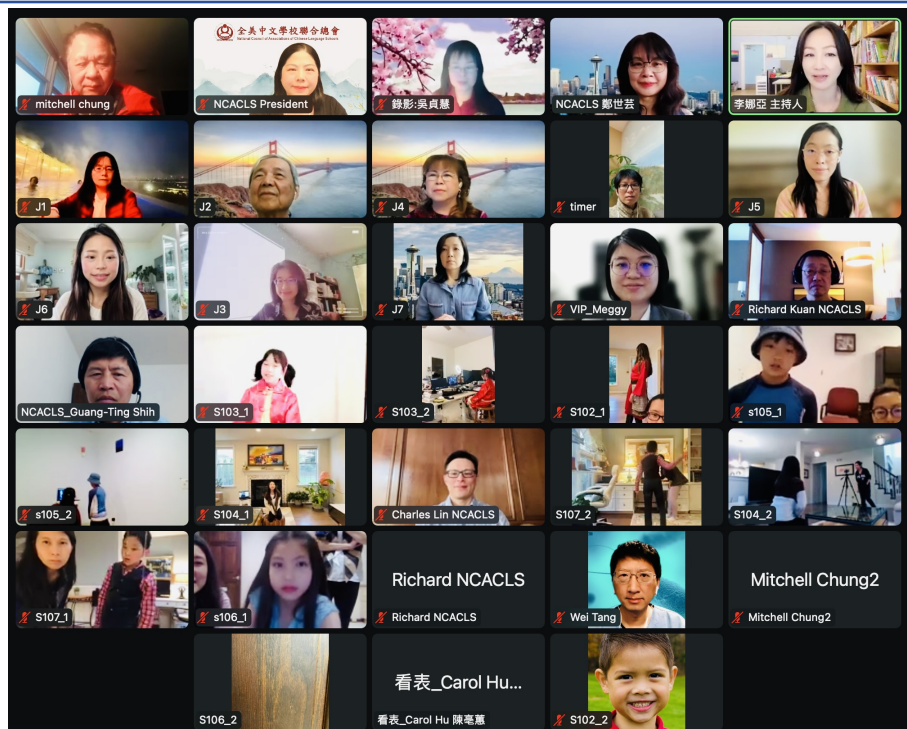 mitchell chung
全美中文學校聯合總會
National Council of Associations of Chinese Language Schools
NCACLS President
錄影:吳貞慧
NCACLS 鄭世芸
李娜亞 主持人
J1
J2
J4
timer
J5
J6
J3
J7
VIP_Meggy
Richard Kuan NCACLS
NCACLS_Guang-Ting Shih
S103_1
S103_2
S102_1
s105_1
s105_2
S104_1
Charles Lin NCACLS
S107_2
S104_2
S107_1
s106_1
Richard NCACLS
Richard NCACLS
Wei Tang
Mitchell Chung2
Mitchell Chung2
S106_2
看表_Carol Hu...
看表_Carol Hu 陳毫蕙
S102_2